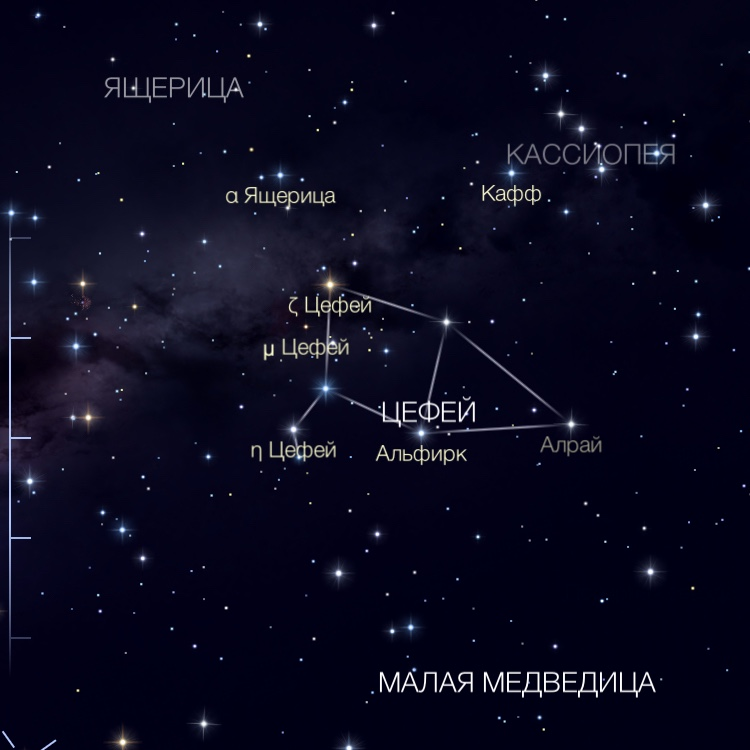 ЯЩЕРИЦА
КАССИОПЕЯ
α Ящерица
Кафф
ζ Цефей
μ Цефей
ЦЕФЕЙ
η Цефей
Альфирк
Алрай
МАЛАЯ МЕДВЕДИЦА